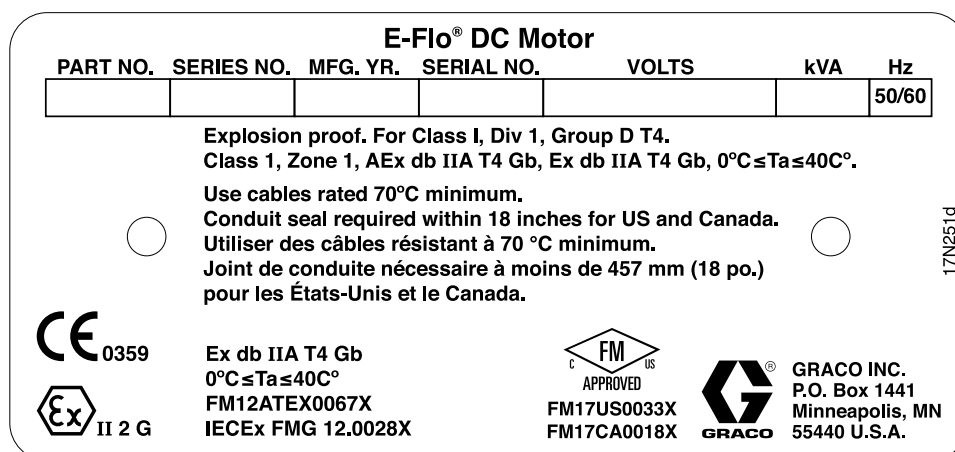 E-Flo® DC Motor
PART NO. SERIES NO. MFG. YR. SERIAL NO. VOLTS kVA Hz
50/60
Explosion proof. For Class I, Div 1, Group D T4.
Class 1, Zone 1, AEx db IIA T4 Gb, Ex db IIA T4 Gb, 0°C≤Ta≤40C°.
Use cables rated 70°C minimum.
Conduit seal required within 18 inches for US and Canada.
Utiliser des câbles résistant à 70 °C minimum.
Joint de conduite nécessaire à moins de 457 mm (18 po.)
pour les États-Unis et le Canada.
17N251d
CE 0359
Ex II 2 G
Ex db IIA T4 Gb
0°C≤Ta≤40C°
FM12ATEX0067X
IECEx FMG 12.0028X
C FM US
APPROVED
FM17US0033X
FM17CA0018X
G®
GRACO
GRACO INC.
P.O. Box 1441
Minneapolis, MN
55440 U.S.A.